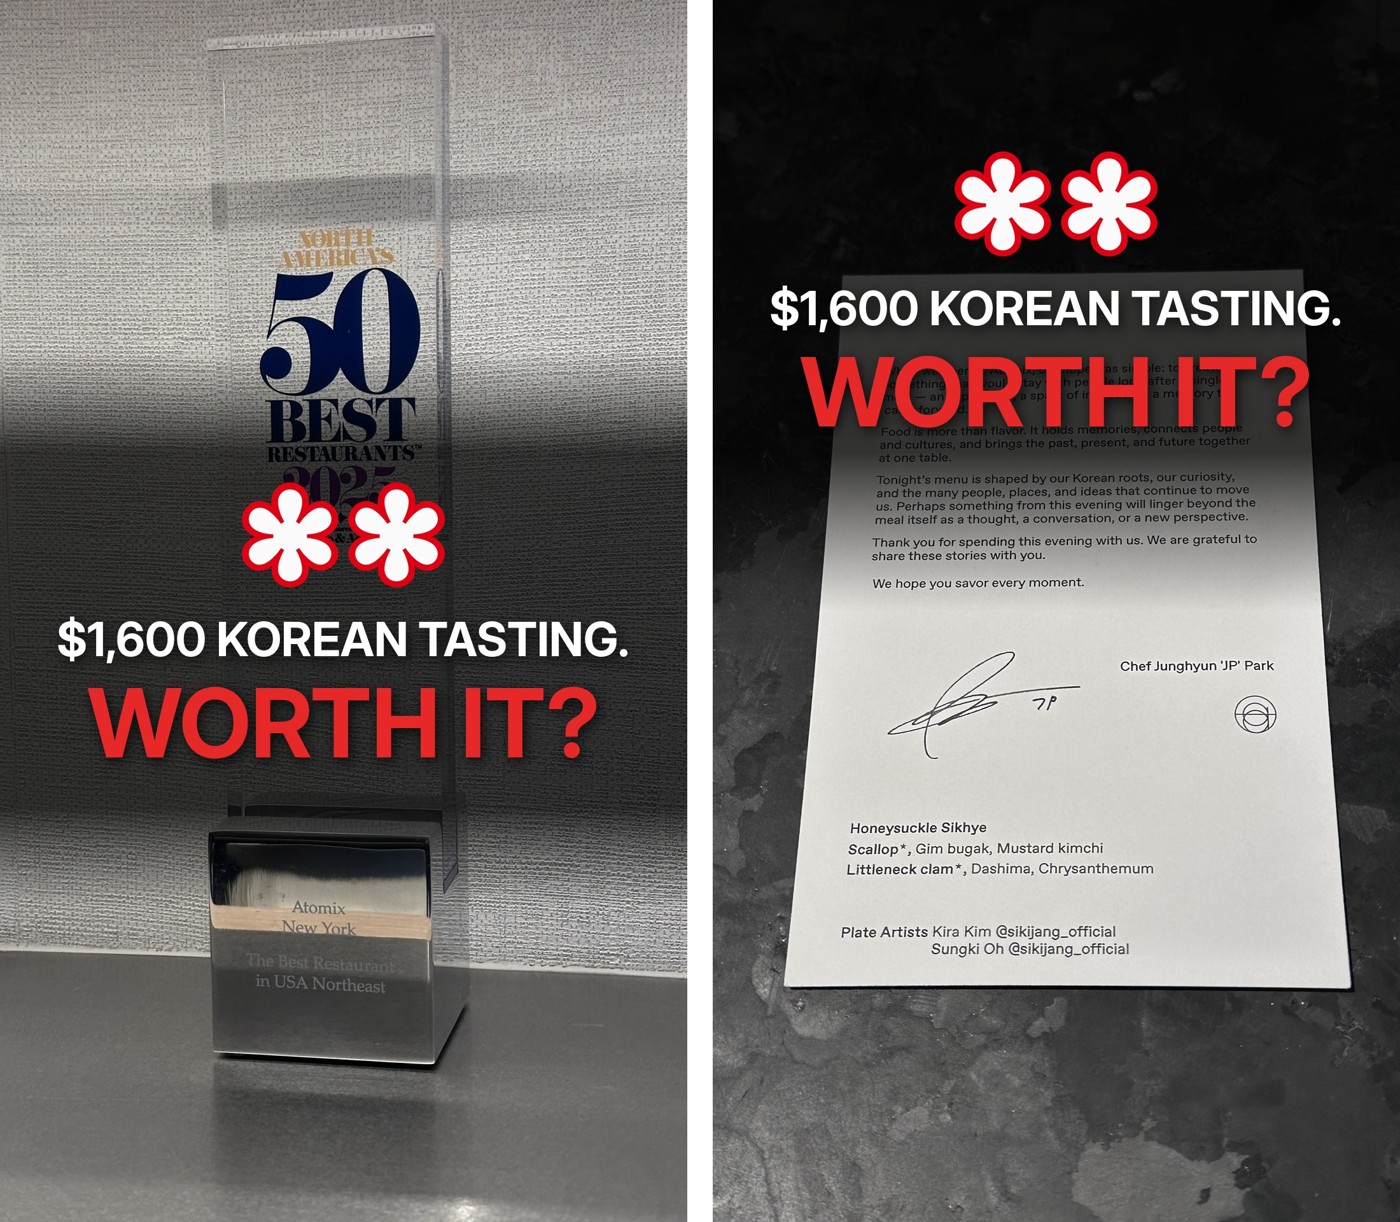 NORTH
AMERICA'S
50
BEST
RESTAURANTS™
2025
$1,600 KOREAN TASTING.
WORTH IT?
Atomix
New York
The Best Restaurant
in USA Northeast
$1,600 KOREAN TASTING.
WORTH IT?
Food is more than flavor. It holds memories, connects people
and cultures, and brings the past, present, and future together
at one table.
Tonight's menu is shaped by our Korean roots, our curiosity,
and the many people, places, and ideas that continue to move
us. Perhaps something from this evening will linger beyond the
meal itself as a thought, a conversation, or a new perspective.
Thank you for spending this evening with us. We are grateful to
share these stories with you.
We hope you savor every moment.
JP
Chef Junghyun 'JP' Park
Honeysuckle Sikhye
Scallop*, Gim bugak, Mustard kimchi
Littleneck clam*, Dashima, Chrysanthemum
Plate Artists Kira Kim @sikijang_official
Sungki Oh @sikijang_official